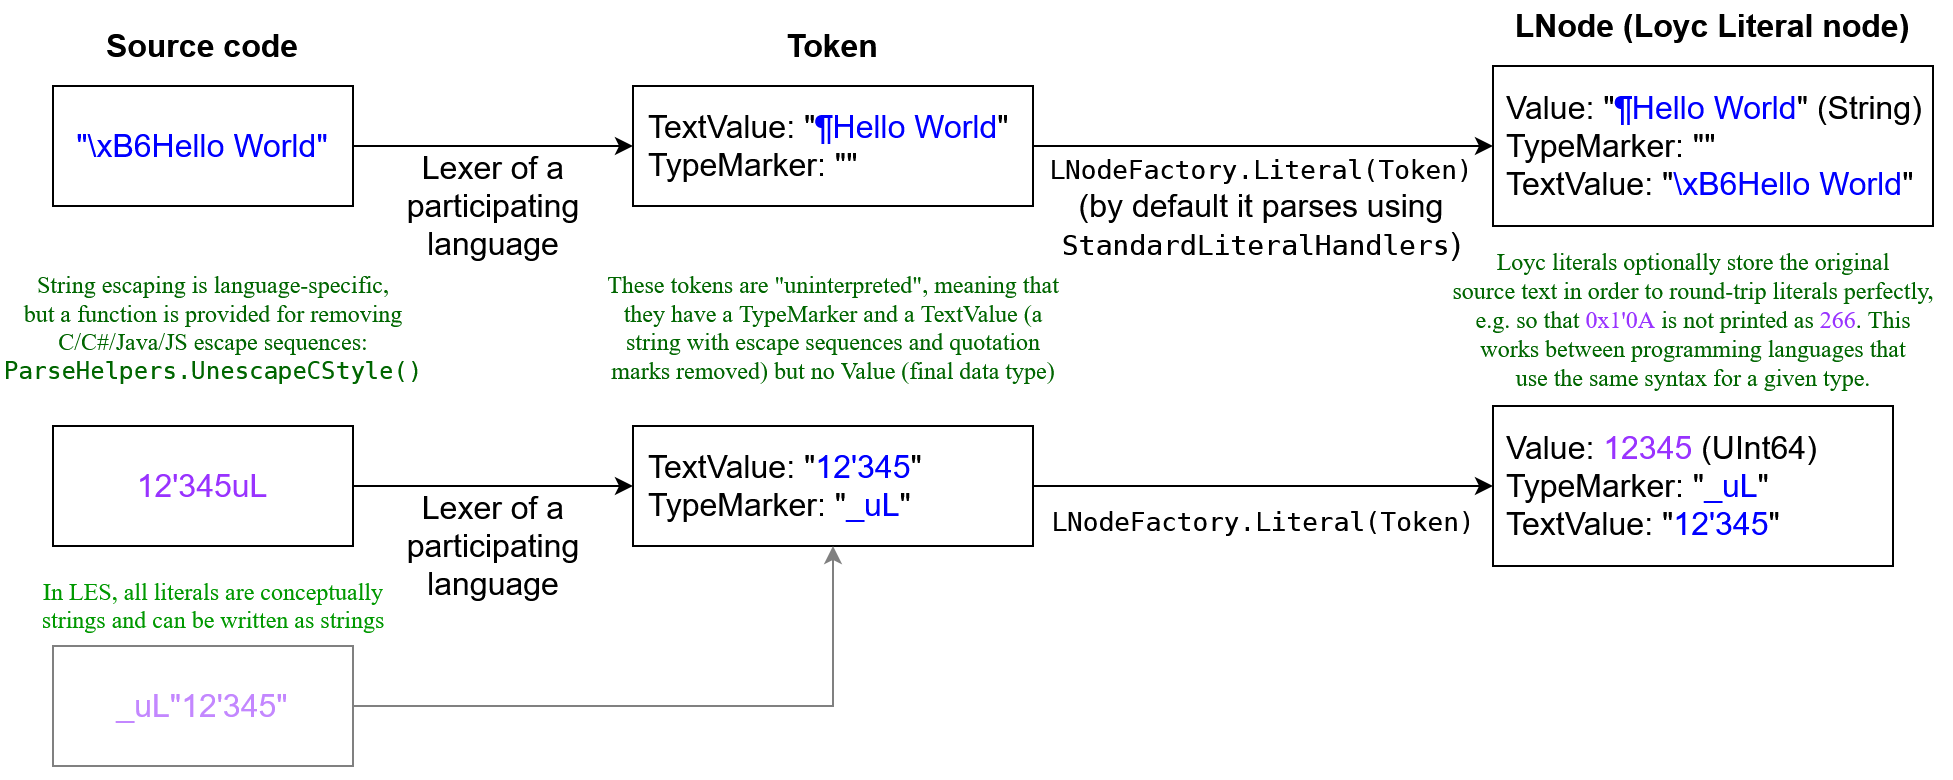 Source code
Token
LNode (Loyc Literal node)
"\xB6Hello World"
Lexer of a
participating
language
TextValue: "¶Hello World"
TypeMarker: ""
LNodeFactory.Literal(Token)
(by default it parses using
StandardLiteralHandlers)
Value: "¶Hello World" (String)
TypeMarker: ""
TextValue: "\xB6Hello World"
String escaping is language-specific,
but a function is provided for removing
C/C#/Java/JS escape sequences:
ParseHelpers.UnescapeCStyle()
These tokens are "uninterpreted", meaning that
they have a TypeMarker and a TextValue (a
string with escape sequences and quotation
marks removed) but no Value (final data type)
Loyc literals optionally store the original
source text in order to round-trip literals perfectly,
e.g. so that 0x1'0A is not printed as 266. This
works between programming languages that
use the same syntax for a given type.
12'345uL
Lexer of a
participating
language
TextValue: "12'345"
TypeMarker: "_uL"
LNodeFactory.Literal(Token)
Value: 12345 (UInt64)
TypeMarker: "_uL"
TextValue: "12'345"
In LES, all literals are conceptually
strings and can be written as strings
_uL"12'345"